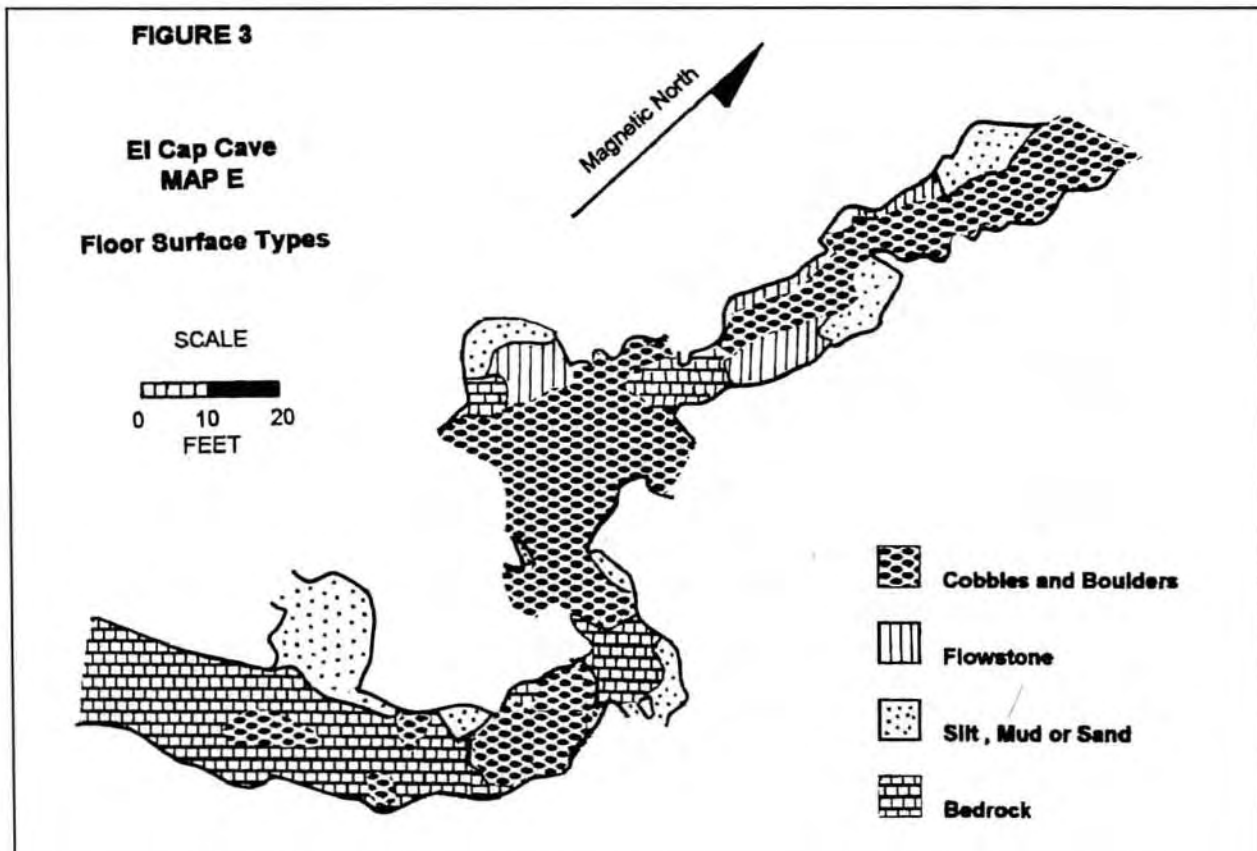 FIGURE 3
El Cap Cave
MAP E
Floor Surface Types
SCALE
0 10 20
FEET
Magnetic North
Cobbles and Boulders
Flowstone
Silt , Mud or Sand
Bedrock